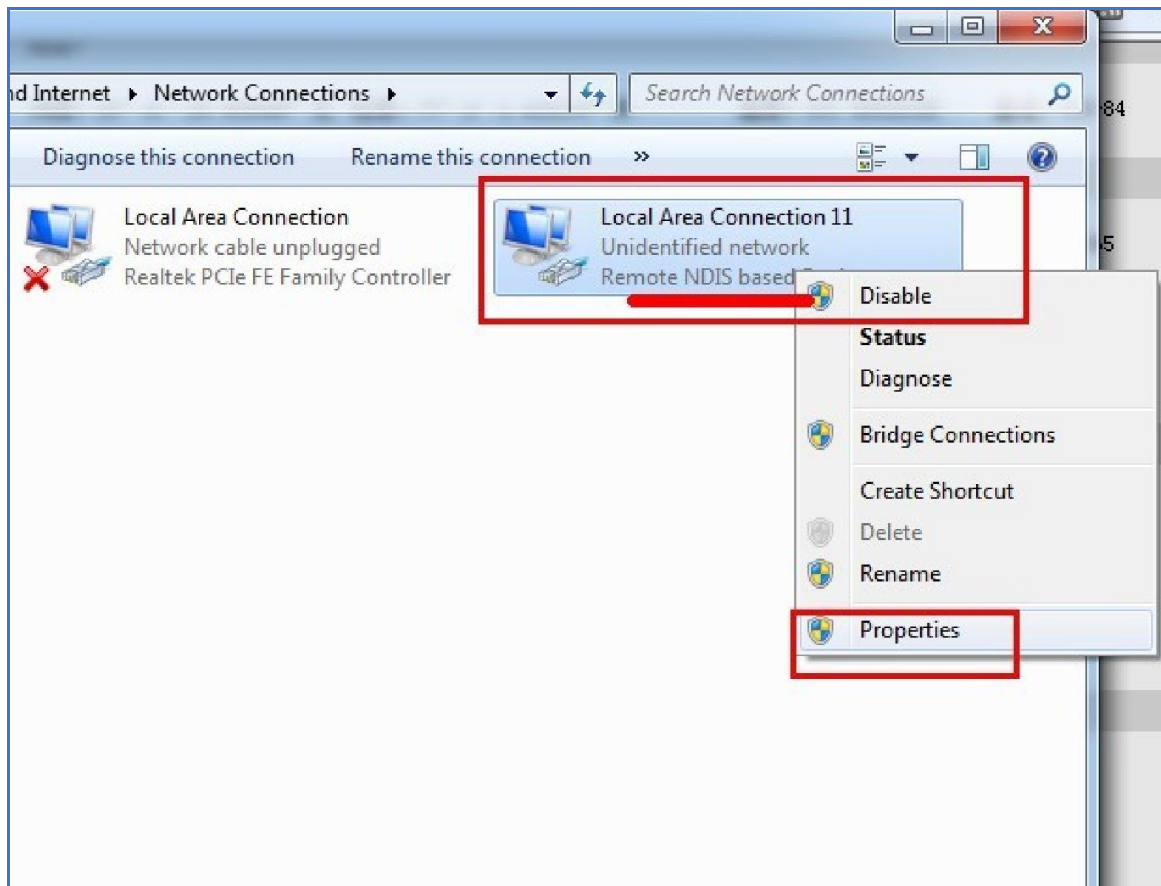 nd Internet ▸ Network Connections ▸
Search Network Connections
84
Diagnose this connection Rename this connection »
Local Area Connection
Network cable unplugged
Realtek PCIe FE Family Controller
Local Area Connection 11
Unidentified network
Remote NDIS based
5
Disable
Status
Diagnose
Bridge Connections
Create Shortcut
Delete
Rename
Properties